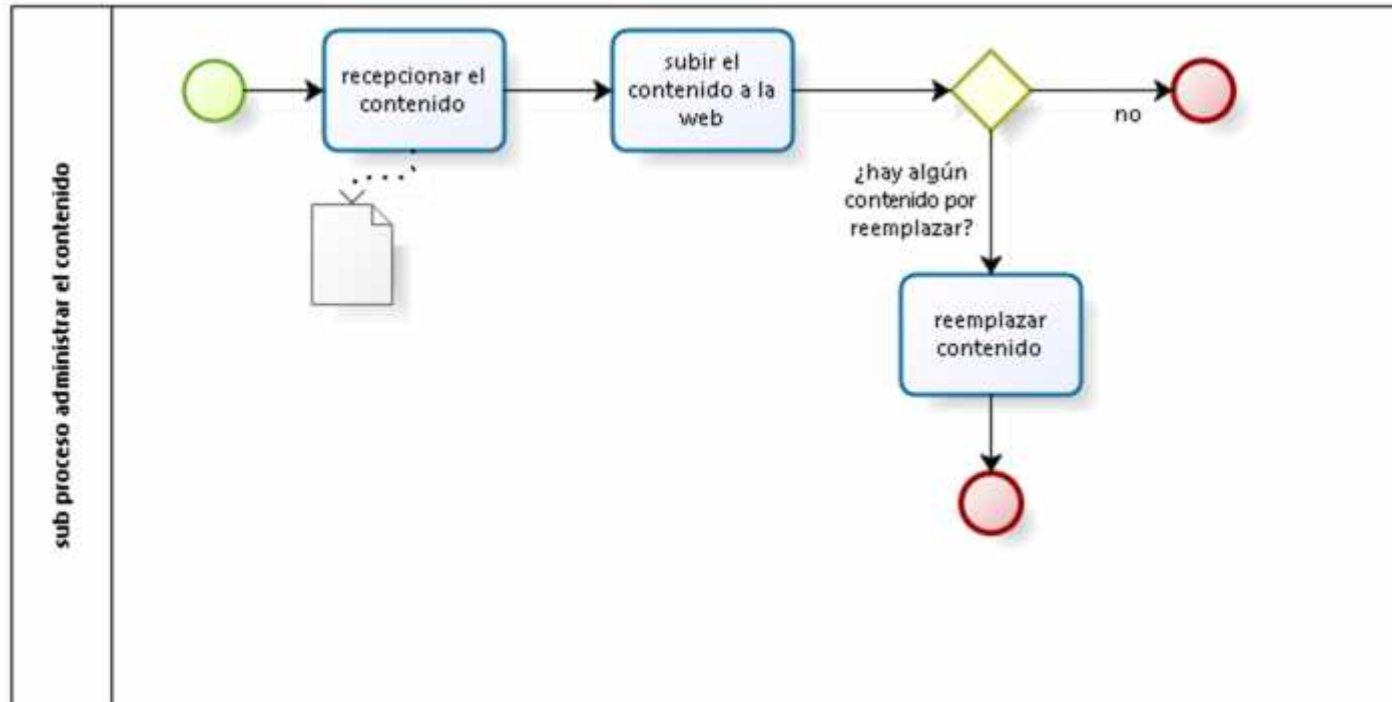 sub proceso administrar el contenido
recepcionar el
contenido
subir el
contenido a la
web
no
¿hay algún
contenido por
reemplazar?
reemplazar
contenido